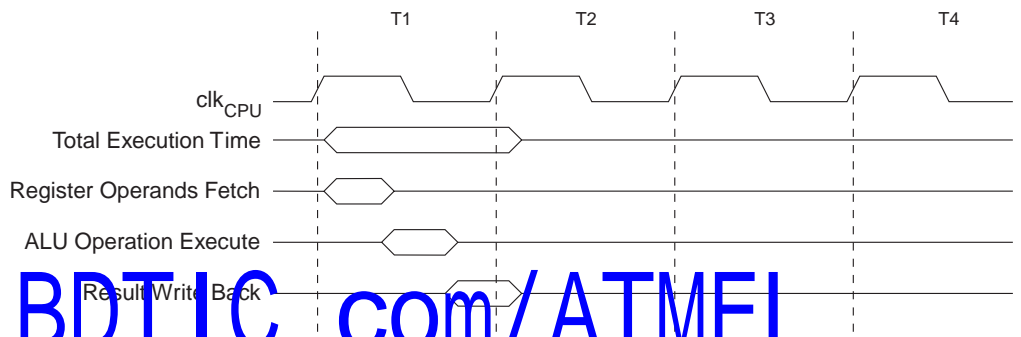 T1 T2 T3 T4
clkCPU
Total Execution Time
Register Operands Fetch
ALU Operation Execute
Result Write Back
BDTIC com/ATMEL